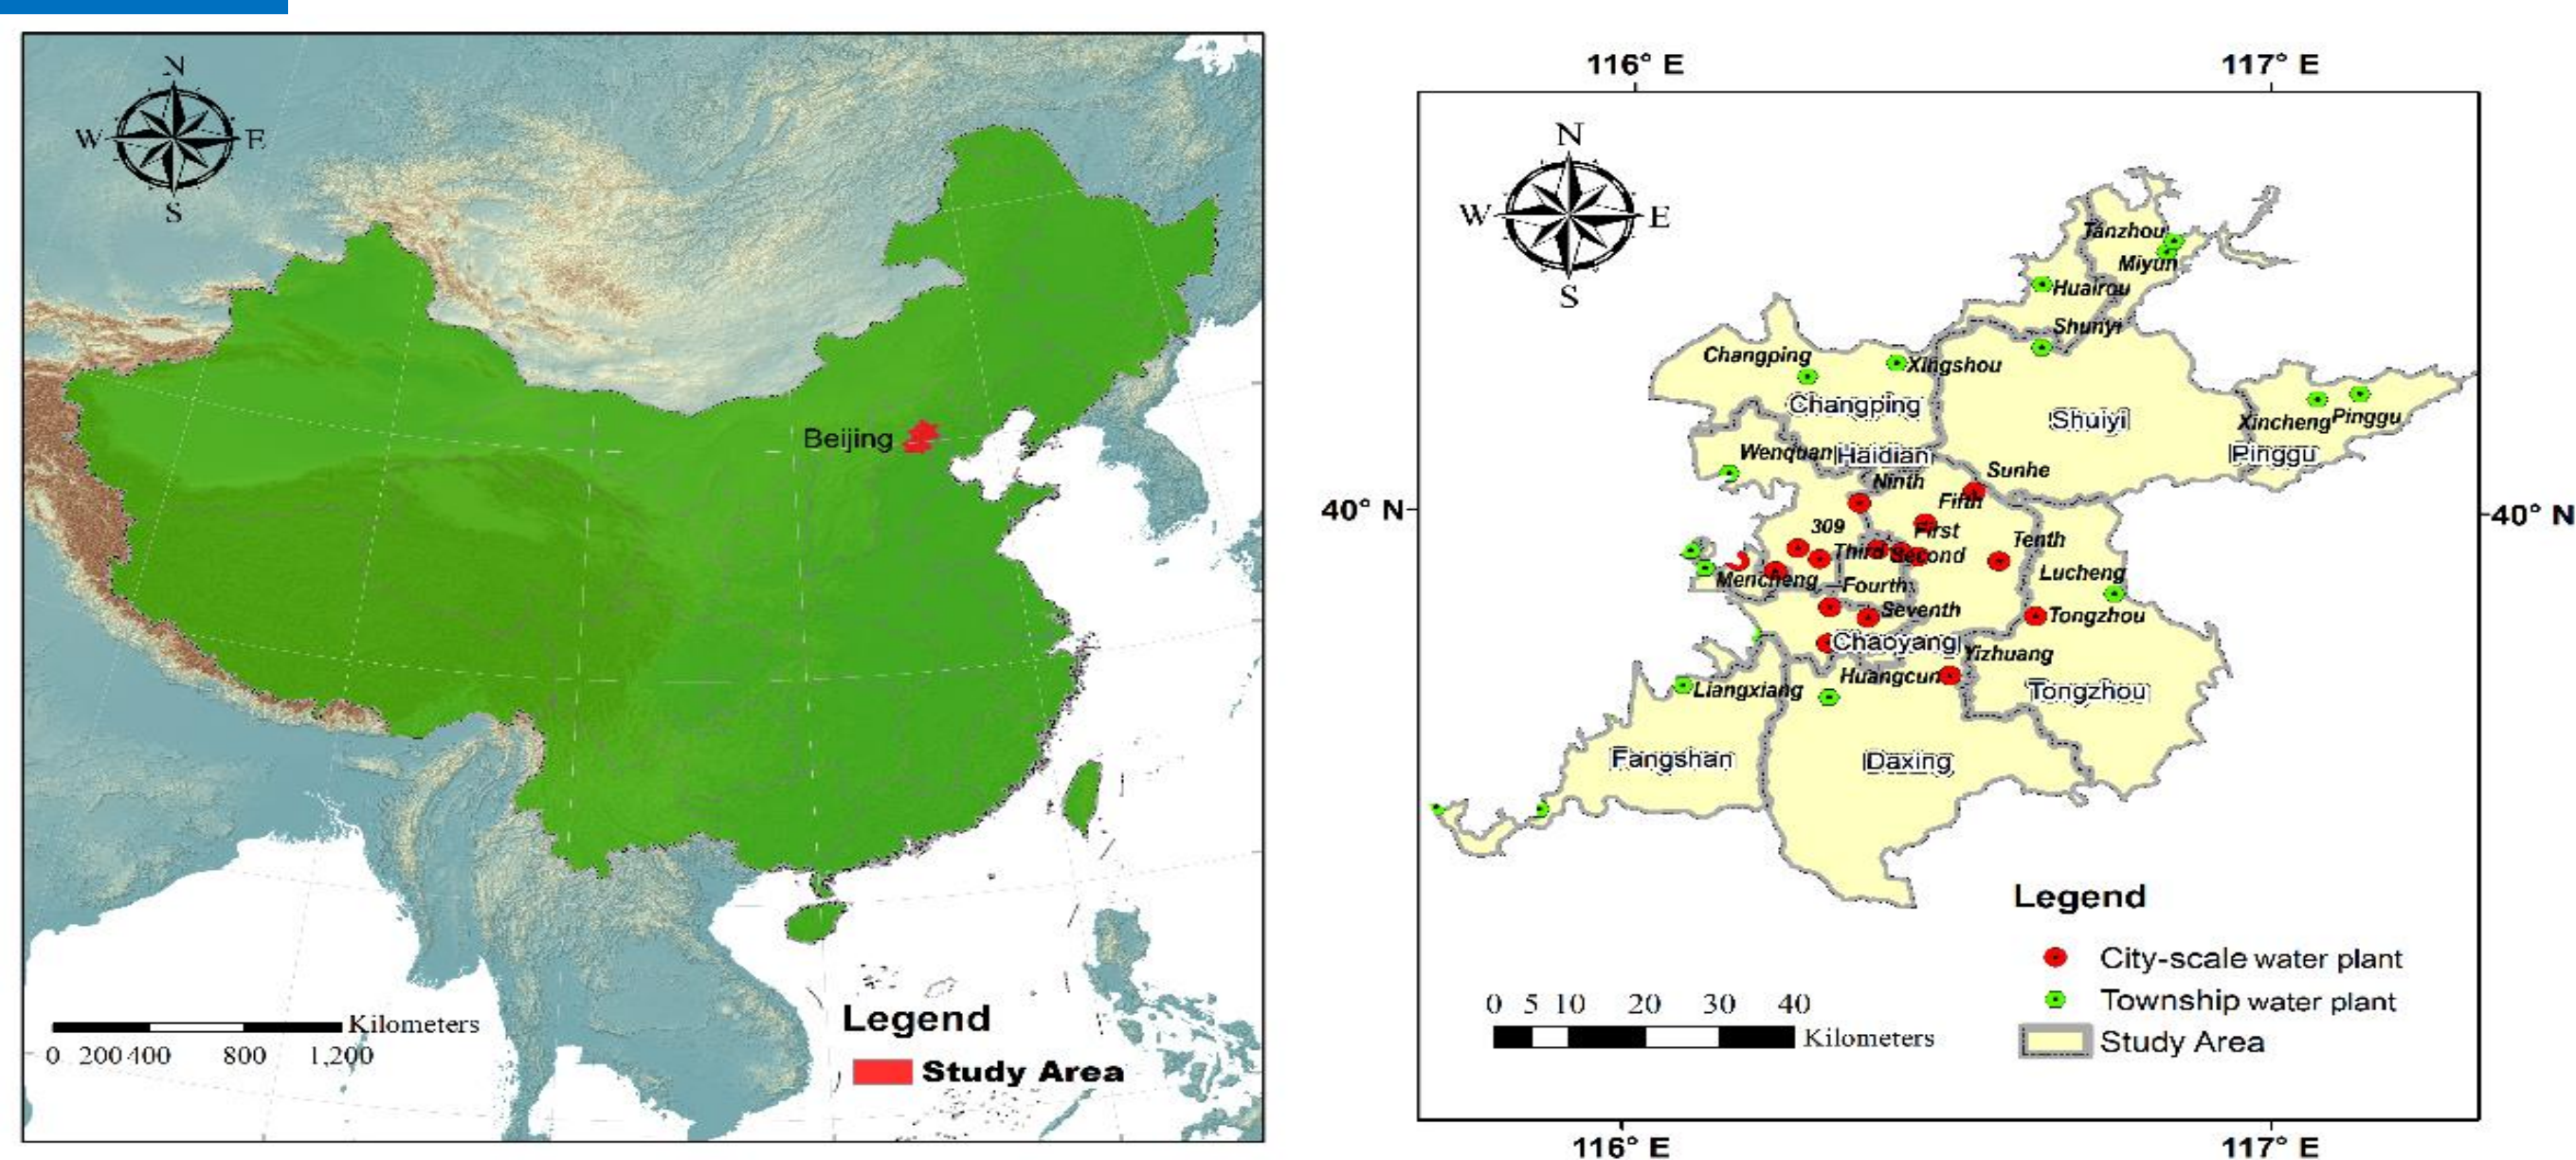 N
W E
S
Beijing
Legend
Study Area
Kilometers
0 200 400 800 1,200
116° E 117° E
N
W E
S
Tanzhou
Miyun
Huairou
Shunyi
Changping
Xingshou
Changping
Shuiyi
Xincheng Pinggu
Pinggu
Wenquan Haidian
Sunhe
Ninth
Fifth
40° N 40° N
309
First
Tenth
Third Second
Lucheng
Mencheng
Fourth
Seventh
Tongzhou
Chaoyang
Yizhuang
Huangcun
Liangxiang
Tongzhou
Fangshan
Daxing
Legend
City-scale water plant
Township water plant
Study Area
0 5 10 20 30 40
Kilometers
116° E 117° E